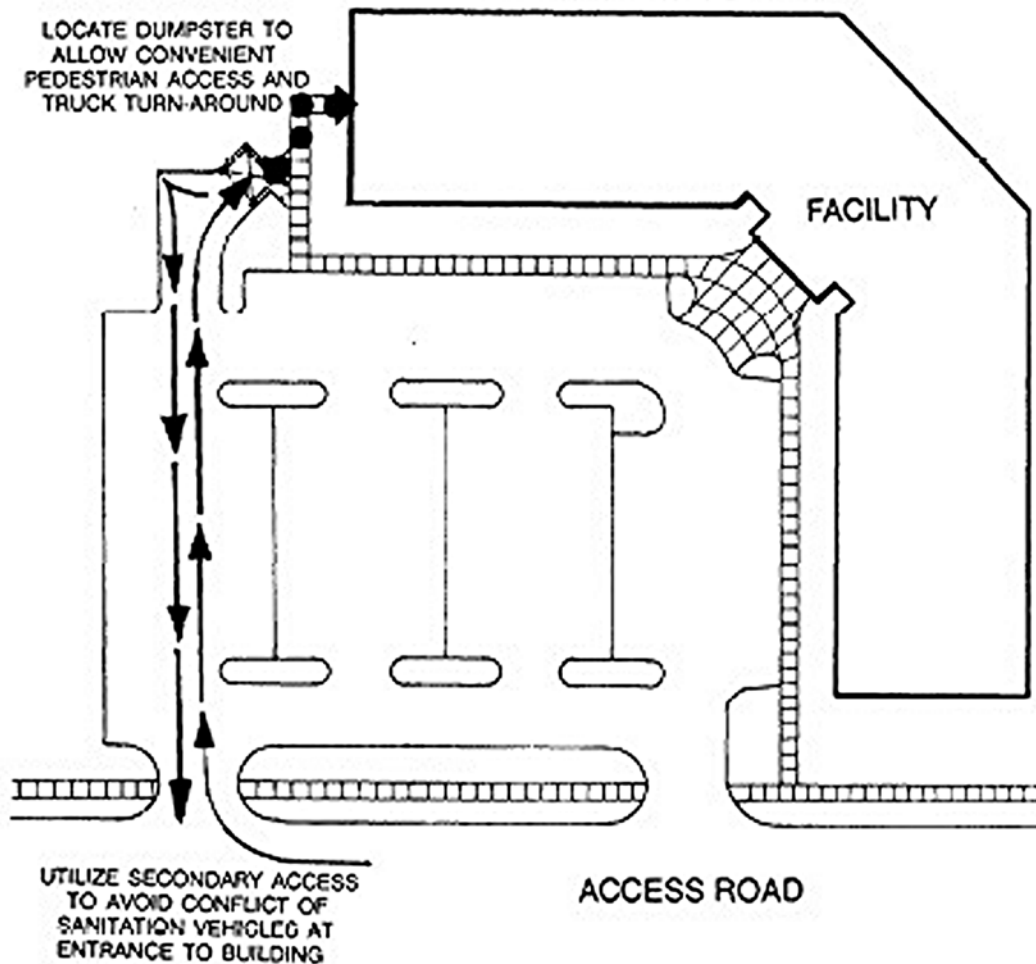 LOCATE DUMPSTER TO
ALLOW CONVENIENT
PEDESTRIAN ACCESS AND
TRUCK TURN-AROUND
FACILITY
UTILIZE SECONDARY ACCESS
TO AVOID CONFLICT OF
SANITATION VEHICLED AT
ENTRANCE TO BUILDING
ACCESS ROAD